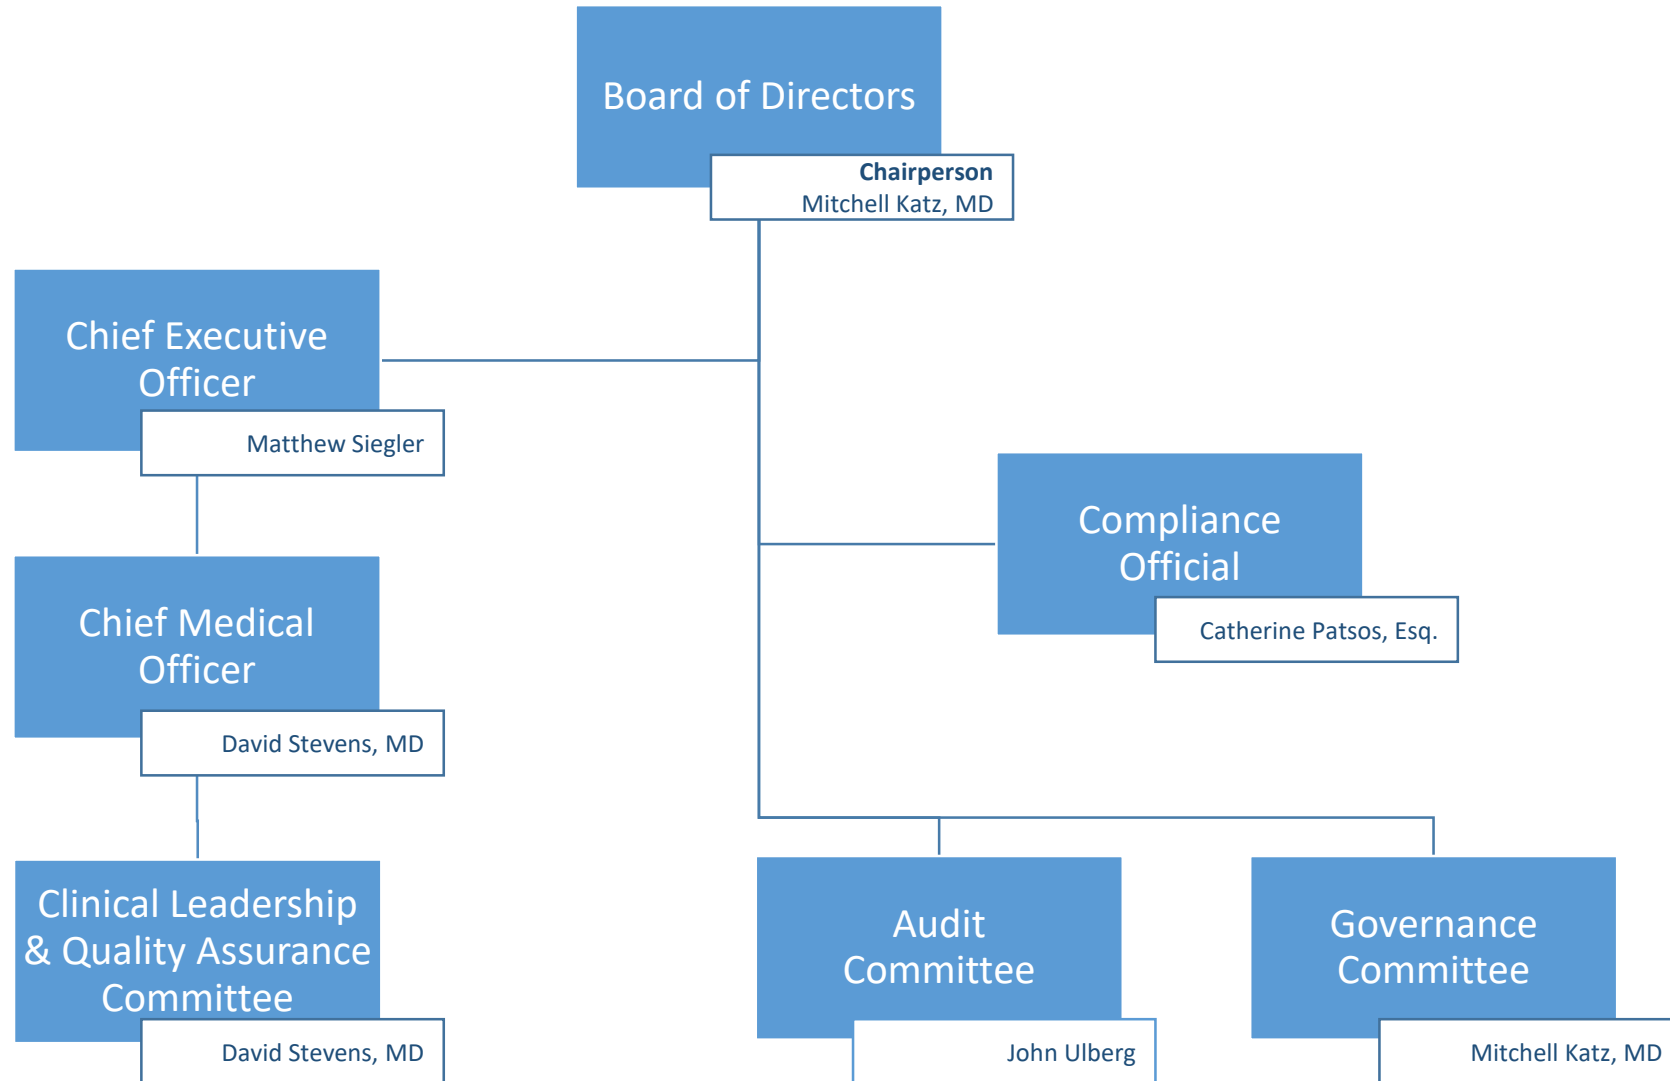 Board of Directors
Chairperson
Mitchell Katz, MD
Chief Executive
Officer
Matthew Siegler
Compliance
Official
Catherine Patsos, Esq.
Chief Medical
Officer
David Stevens, MD
Clinical Leadership
& Quality Assurance
Committee
David Stevens, MD
Audit
Committee
John Ulberg
Governance
Committee
Mitchell Katz, MD